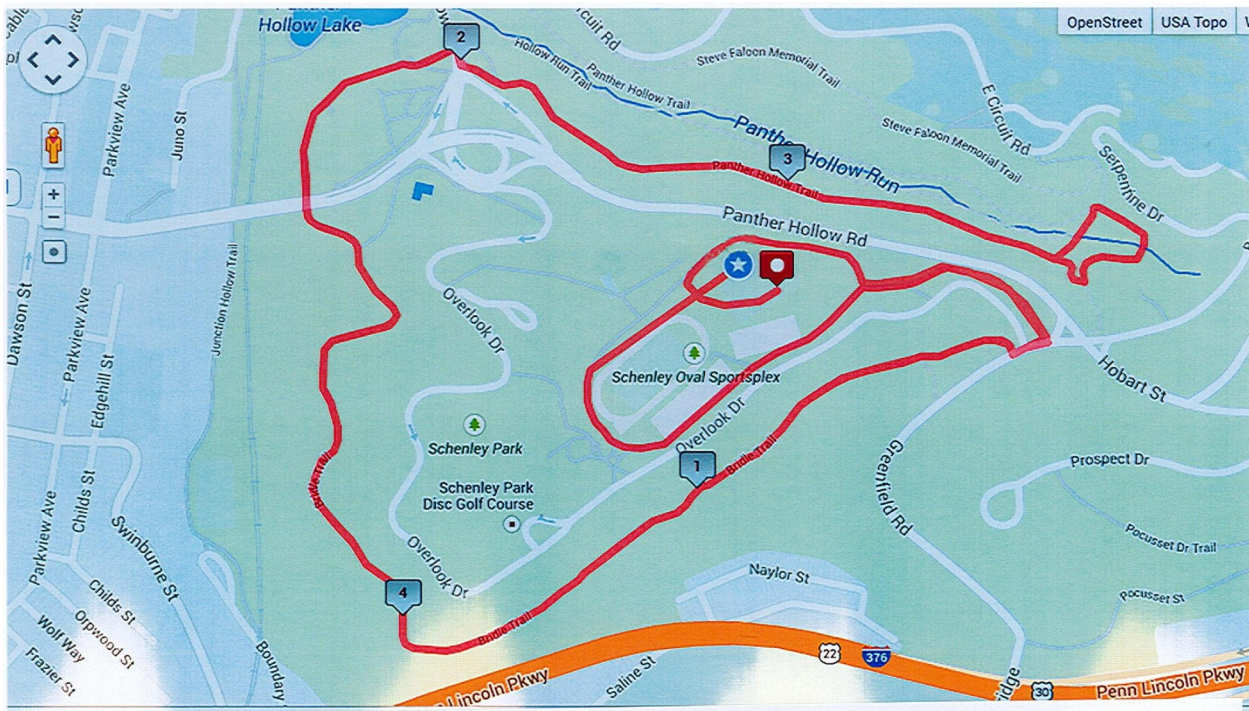 Hollow Lake
2
Circuit Rd
OpenStreet
USA Topo
Parkview Ave
Juno St
Hollow Run Trail
Panther Hollow Trail
Steve Faloon Memorial Trail
Steve Faloon Memorial Trail
E Circuit Rd
Serpentine Dr
Panther Hollow Run
3
Panther Hollow Trail
Panther Hollow Rd
+
−
Junction Hollow Trail
Dawson St
Parkview Ave
Edgehill St
Overlook Dr
Schenley Oval Sportsplex
Hobart St
Overlook Dr
Schenley Park
1
Bridle Trail
Greenfield Rd
Prospect Dr
Schenley Park
Disc Golf Course
Bridle Trail
Parkview Ave
Childs St
Swinburne St
Overlook Dr
Pocusset Dr Trail
Naylor St
Pocusset St
4
Childs St
Orpwood St
Wolf Way
Frazier St
Boundary
Bridle Trail
22
376
Saline St
30
Penn Lincoln Pkwy
Penn Lincoln Pkwy